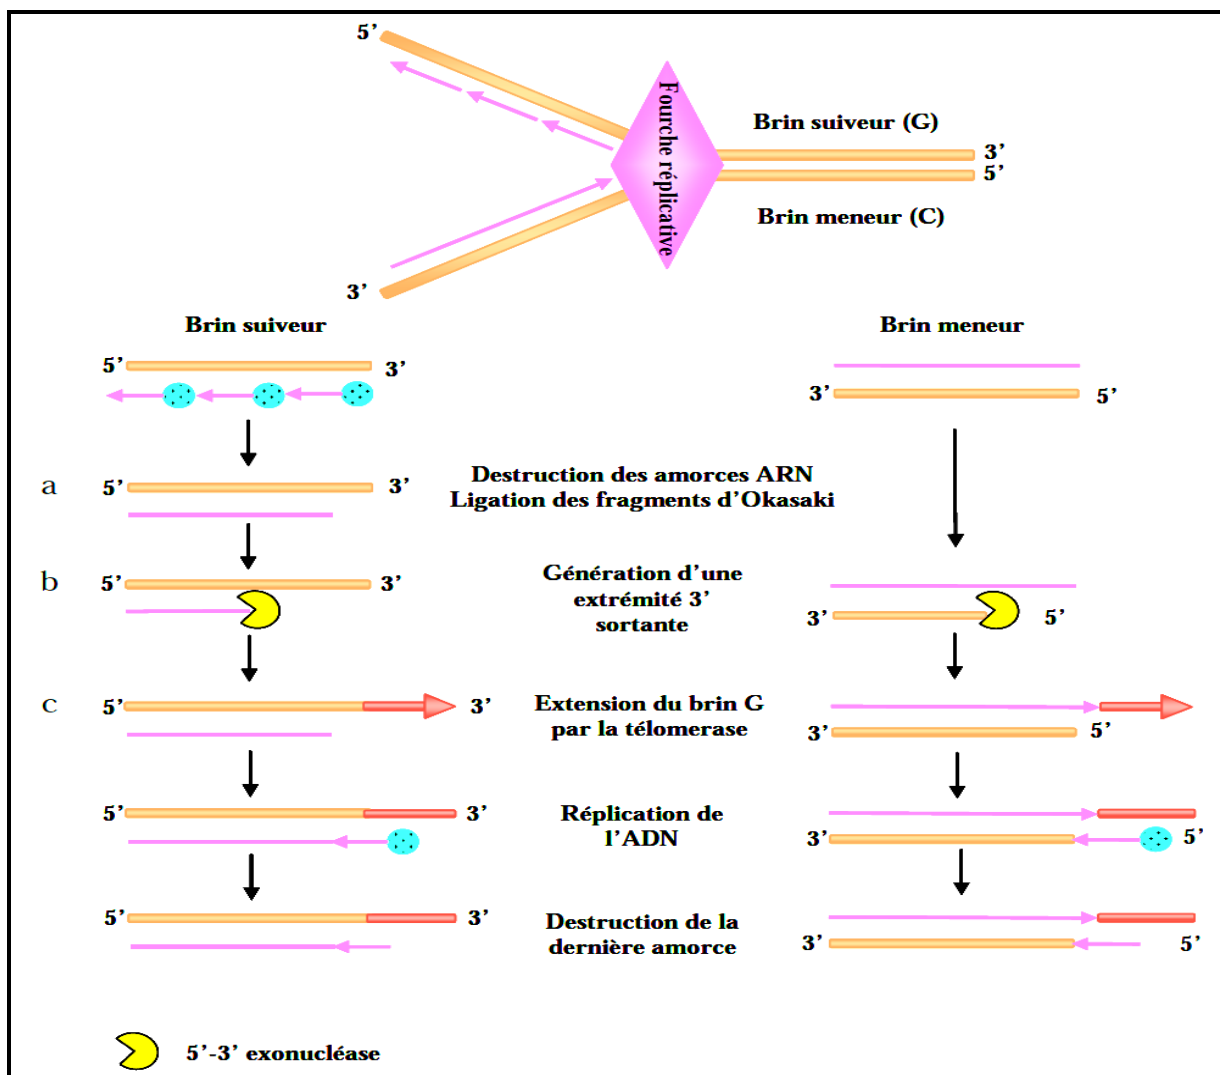 5’
Fourche réplicative
Brin suiveur (G)
3’
5’
Brin meneur (C)
3’
Brin suiveur
Brin meneur
5’
3’
3’
5’
a
5’
3’
Destruction des amorces ARN
Ligation des fragments d’Okasaki
b
5’
3’
Génération d’une
extrémité 3’
sortante
3’
5’
c
5’
3’
Extension du brin G
par la télomerase
3’
5’
5’
3’
Réplication de
l’ADN
3’
5’
5’
3’
Destruction de la
dernière amorce
3’
5’
5’-3’ exonucléase